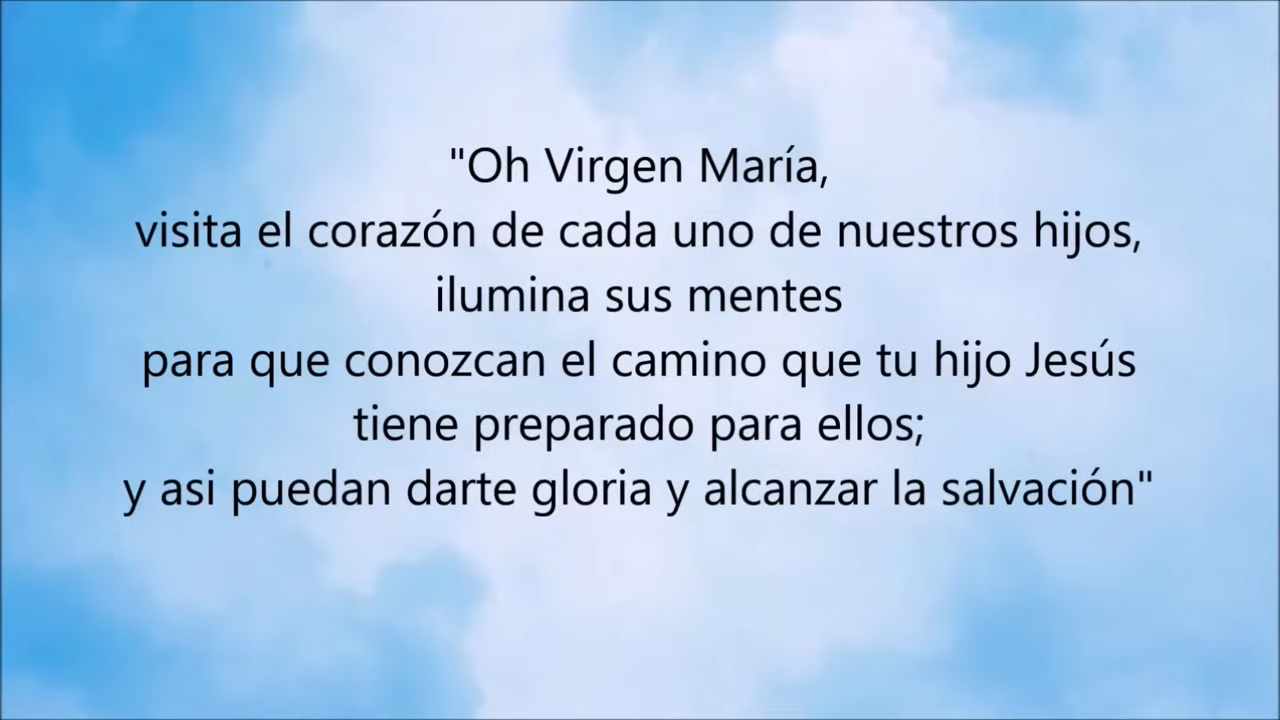 "Oh Virgen María,
visita el corazón de cada uno de nuestros hijos,
ilumina sus mentes
para que conozcan el camino que tu hijo Jesús
tiene preparado para ellos;
y asi puedan darte gloria y alcanzar la salvación"